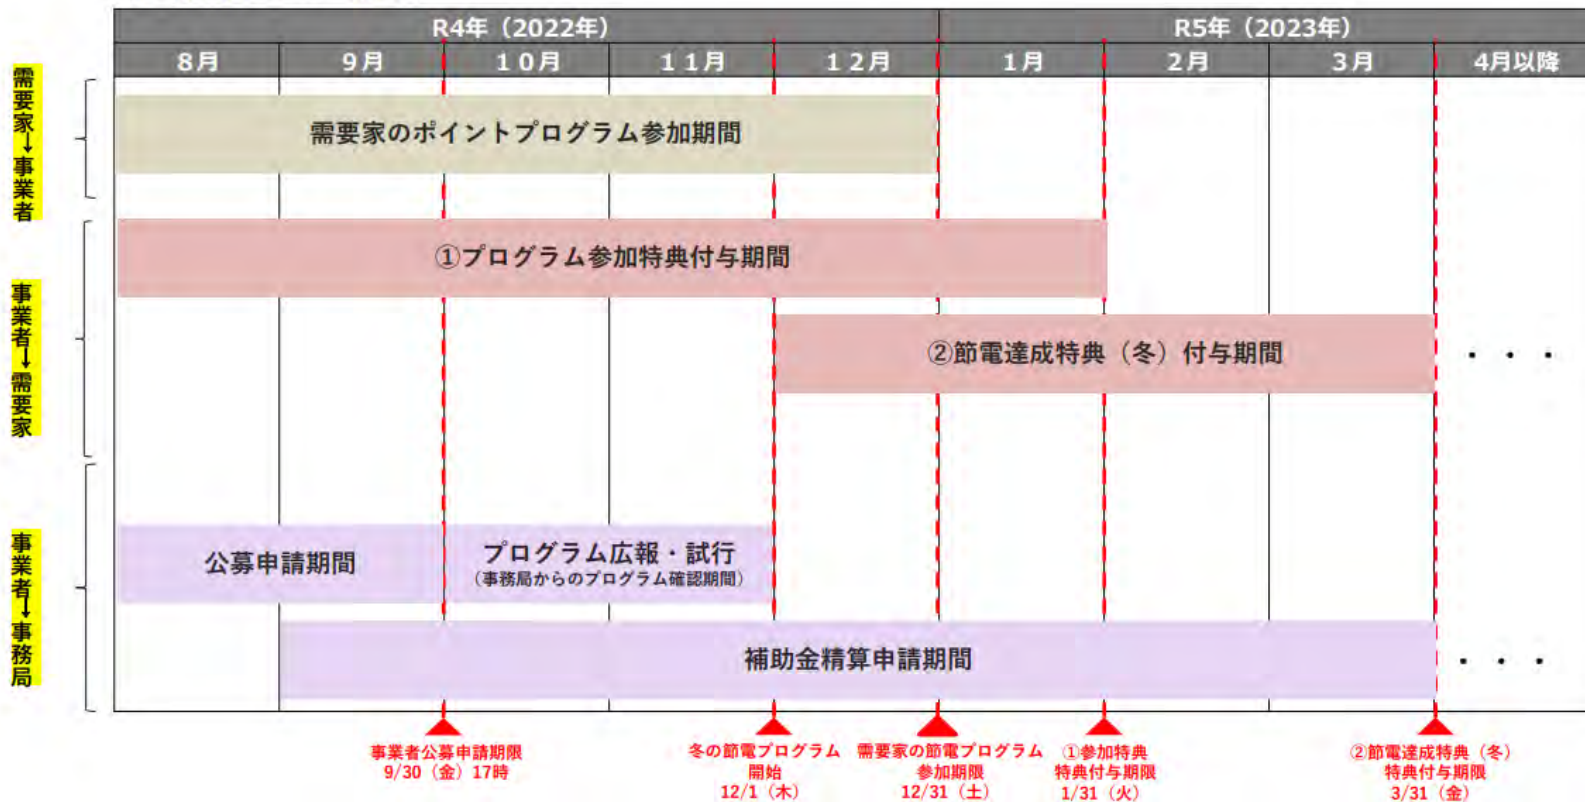 R4年（2022年）
R5年（2023年）
8月
9月
10月
11月
12月
1月
2月
3月
4月以降
需要家→事業者
需要家のポイントプログラム参加期間
事業者→需要家
①プログラム参加特典付与期間
②節電達成特典（冬）付与期間
・・・
事業者→事務局
公募申請期間
プログラム広報・試行
（事務局からのプログラム確認期間）
補助金精算申請期間
・・・
事業者公募申請期限
9/30（金）17時
冬の節電プログラム
開始
12/1（木）
需要家の節電プログラム
参加期限
12/31（土）
①参加特典
特典付与期限
1/31（火）
②節電達成特典（冬）
特典付与期限
3/31（金）